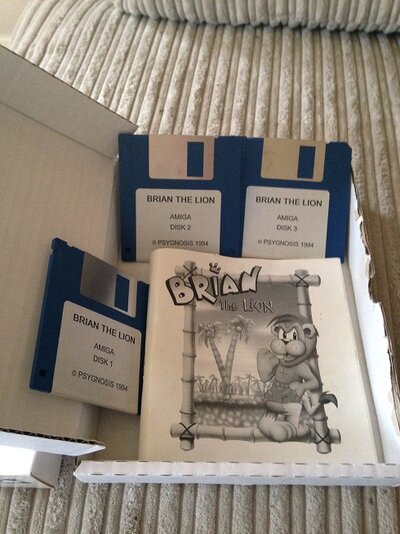 BRIAN THE LION
AMIGA
DISK 2
© PSYGNOSIS 1994
BRIAN THE LION
AMIGA
DISK 3
© PSYGNOSIS 1994
BRIAN THE LION
AMIGA
DISK 1
© PSYGNOSIS 1994
BRIAN
THE LION